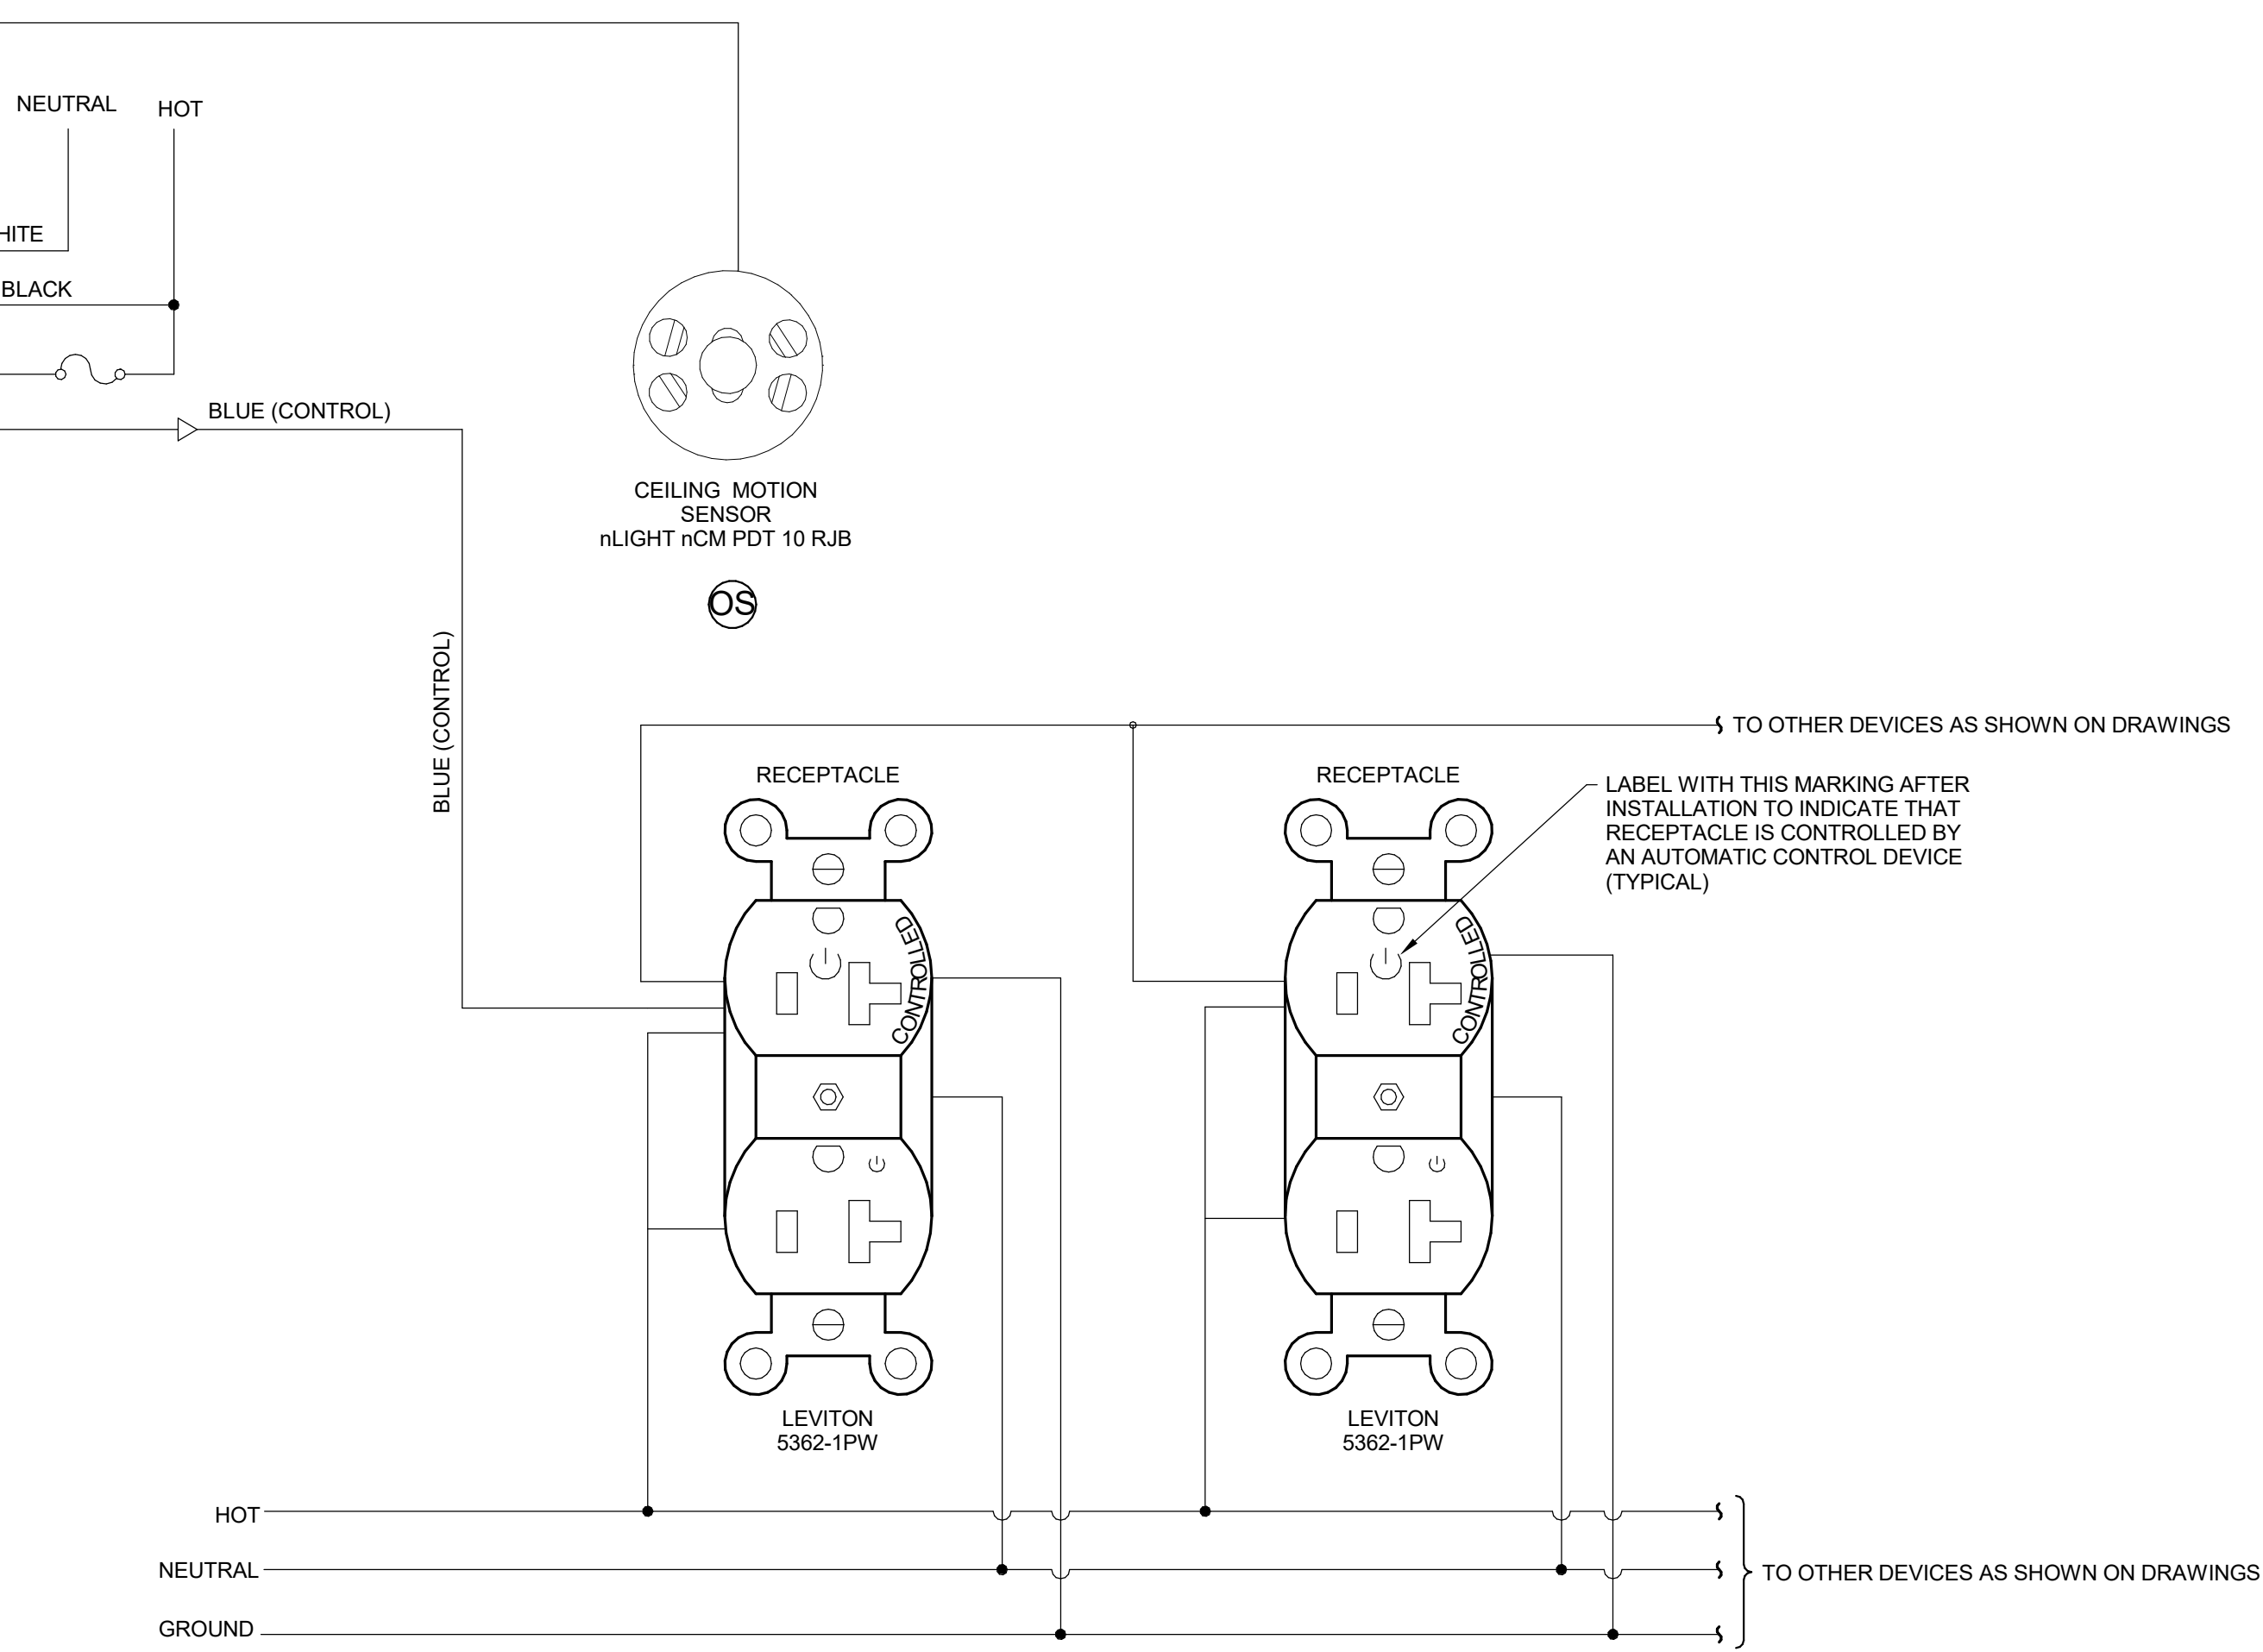 NEUTRAL
HOT
HITE
BLACK
BLUE (CONTROL)
CEILING MOTION
SENSOR
nLIGHT nCM PDT 10 RJB
OS
BLUE (CONTROL)
TO OTHER DEVICES AS SHOWN ON DRAWINGS
RECEPTACLE
RECEPTACLE
LABEL WITH THIS MARKING AFTER
INSTALLATION TO INDICATE THAT
RECEPTACLE IS CONTROLLED BY
AN AUTOMATIC CONTROL DEVICE
(TYPICAL)
CONTROLLED
CONTROLLED
LEVITON
5362-1PW
LEVITON
5362-1PW
HOT
NEUTRAL
GROUND
TO OTHER DEVICES AS SHOWN ON DRAWINGS